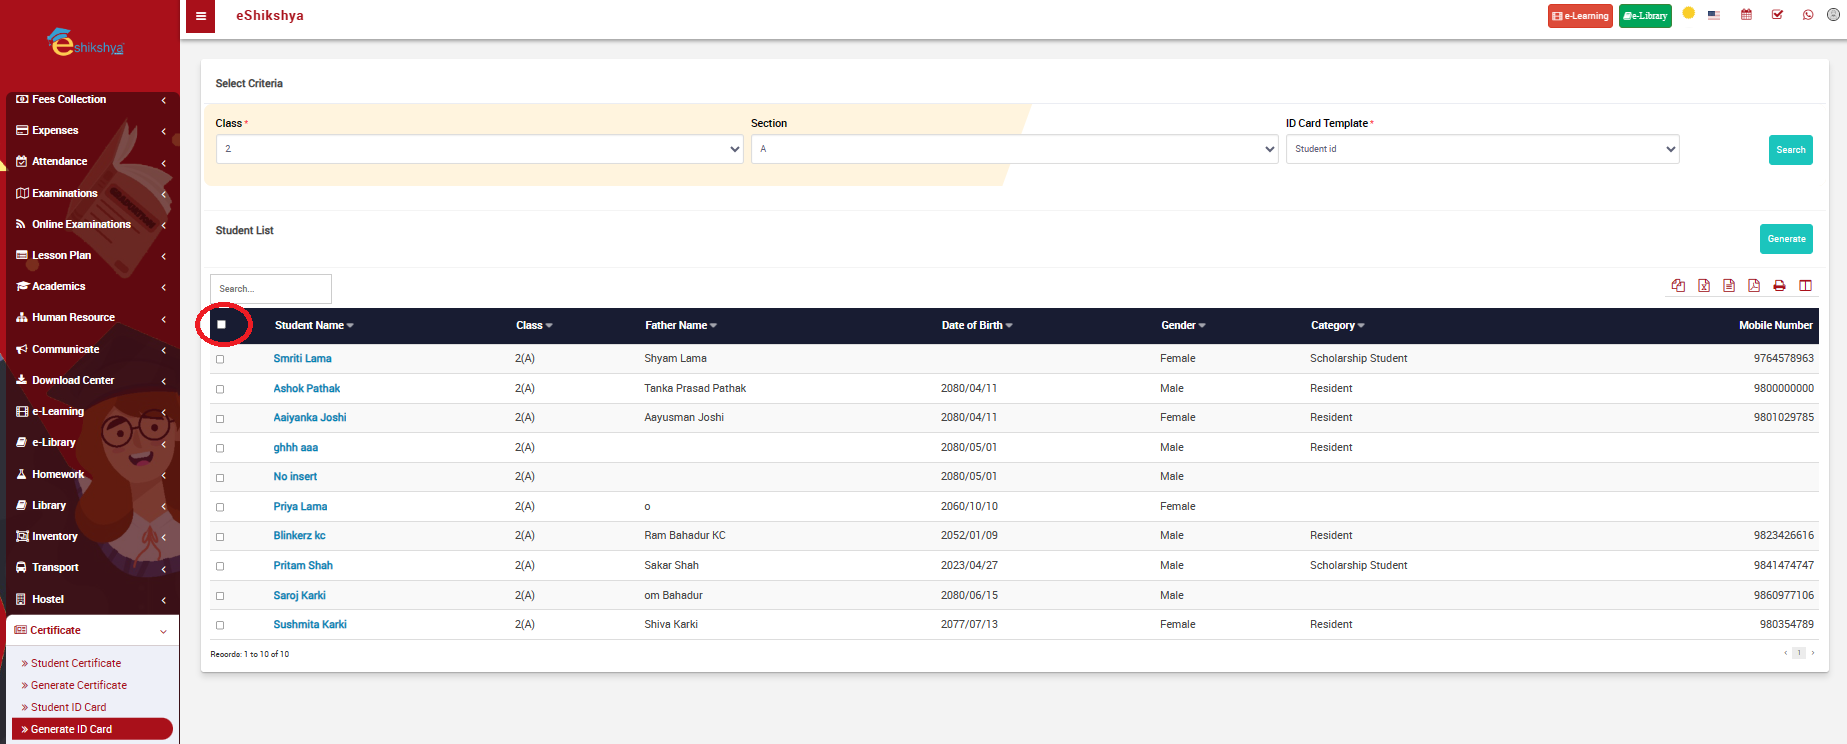 eshikshya
eShikshya
e-Learning
e-Library
Fees Collection
Expenses
Attendance
Examinations
Online Examinations
Lesson Plan
Academics
Human Resource
Communicate
Download Center
e-Learning
e-Library
Homework
Library
Inventory
Transport
Hostel
Certificate
» Student Certificate
» Generate Certificate
» Student ID Card
» Generate ID Card
Select Criteria
Class * Section ID Card Template *
2 A Student id Search
Student List Generate
Search...
Student Name Class Father Name Date of Birth Gender Category Mobile Number
Smriti Lama 2(A) Shyam Lama Female Scholarship Student 9764578963
Ashok Pathak 2(A) Tanka Prasad Pathak 2080/04/11 Male Resident 9800000000
Aaiyanka Joshi 2(A) Aayusman Joshi 2080/04/11 Female Resident 9801029785
ghhh aaa 2(A) 2080/05/01 Male Resident
No insert 2(A) 2080/05/01 Male
Priya Lama 2(A) o 2060/10/10 Female
Blinkerz kc 2(A) Ram Bahadur KC 2052/01/09 Male Resident 9823426616
Pritam Shah 2(A) Sakar Shah 2023/04/27 Male Scholarship Student 9841474747
Saroj Karki 2(A) om Bahadur 2080/06/15 Male 9860977106
Sushmita Karki 2(A) Shiva Karki 2077/07/13 Female Resident 980354789
Records: 1 to 10 of 10 ‹ 1 ›